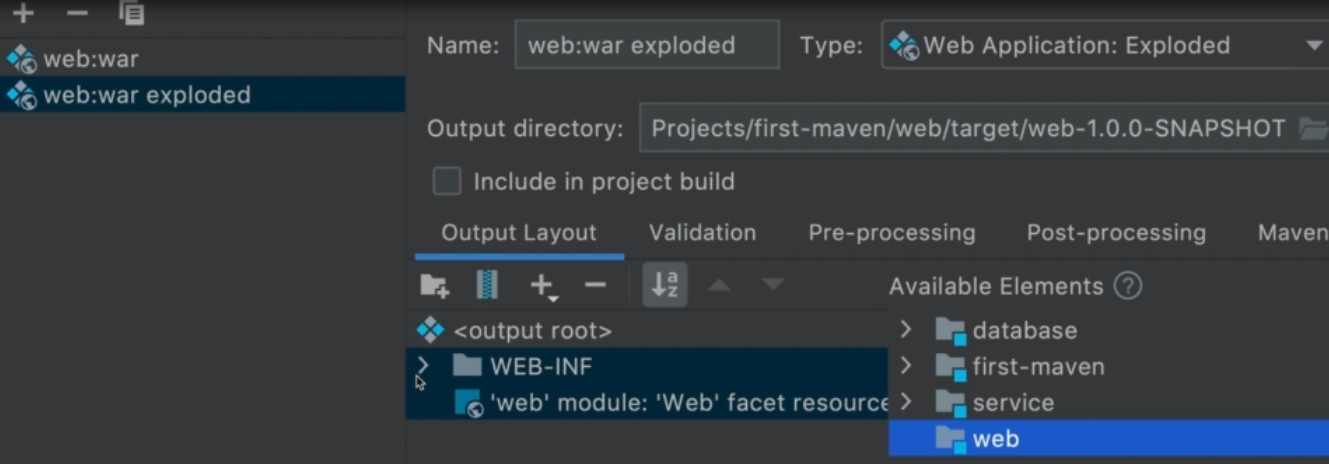 web:war
web:war exploded
Name: web:war exploded Type: Web Application: Exploded
Output directory: Projects/first-maven/web/target/web-1.0.0-SNAPSHOT
Include in project build
Output Layout Validation Pre-processing Post-processing Maven
Available Elements
<output root>
WEB-INF
'web' module: 'Web' facet resource
database
first-maven
service
web